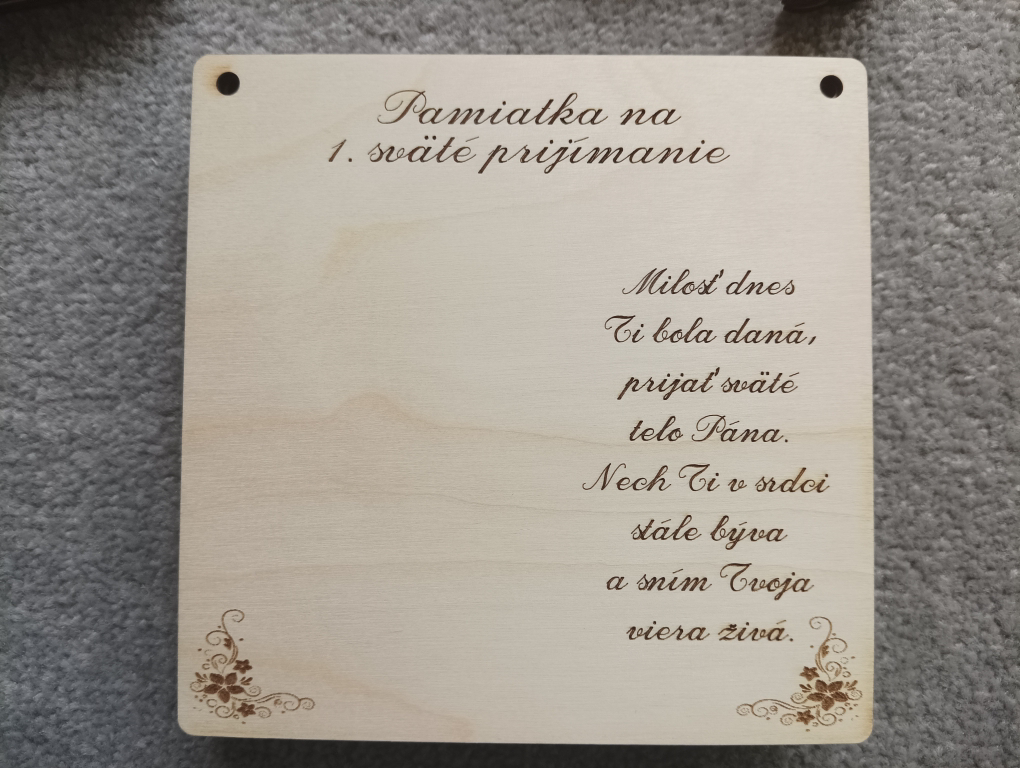 Pamiatka na
1. sväté prijímanie
Milosť dnes
Ti bola daná,
prijať sväté
telo Pána.
Nech Ti v srdci
stále býva
a sním Tvoja
viera živá.